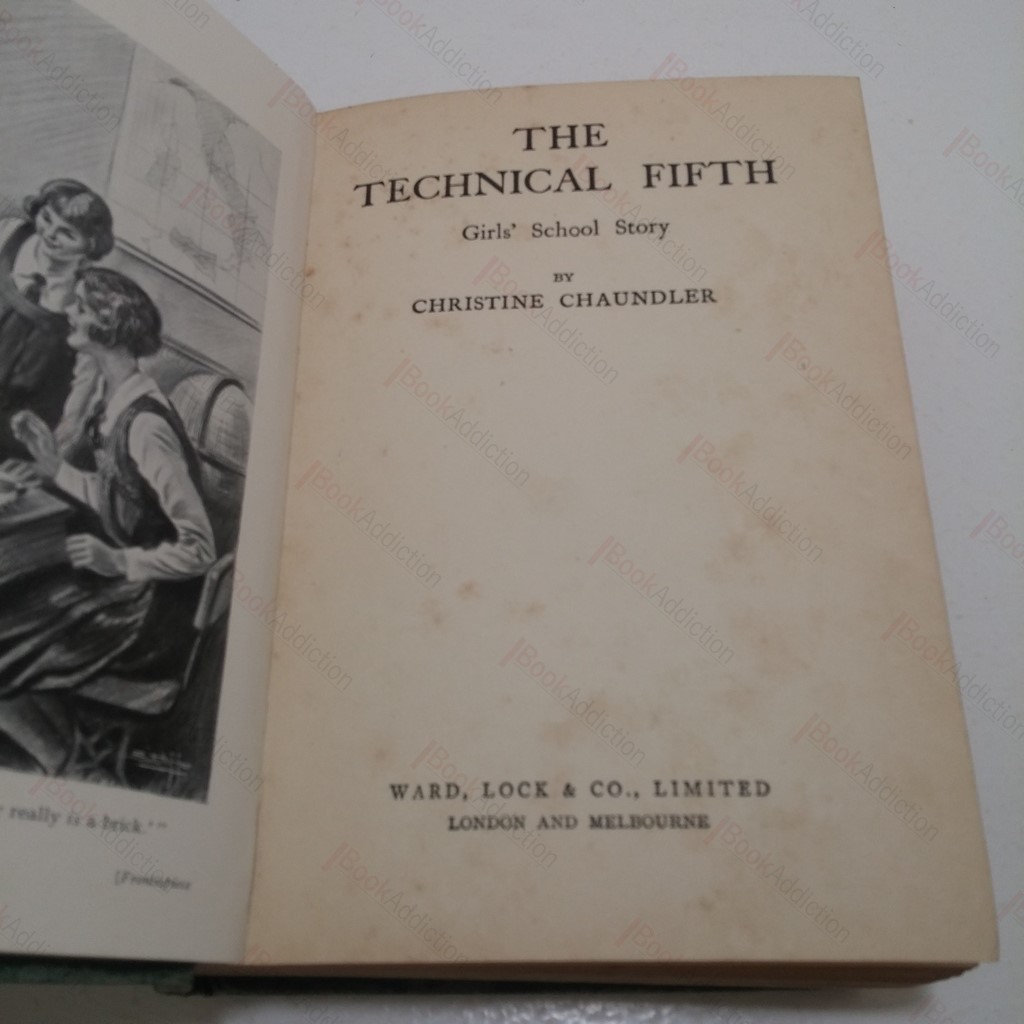 really is a brick.'"
[Frontispiece
THE
TECHNICAL FIFTH
Girls' School Story
BY
CHRISTINE CHAUNDLER
WARD, LOCK & CO., LIMITED
LONDON AND MELBOURNE
BookAddiction